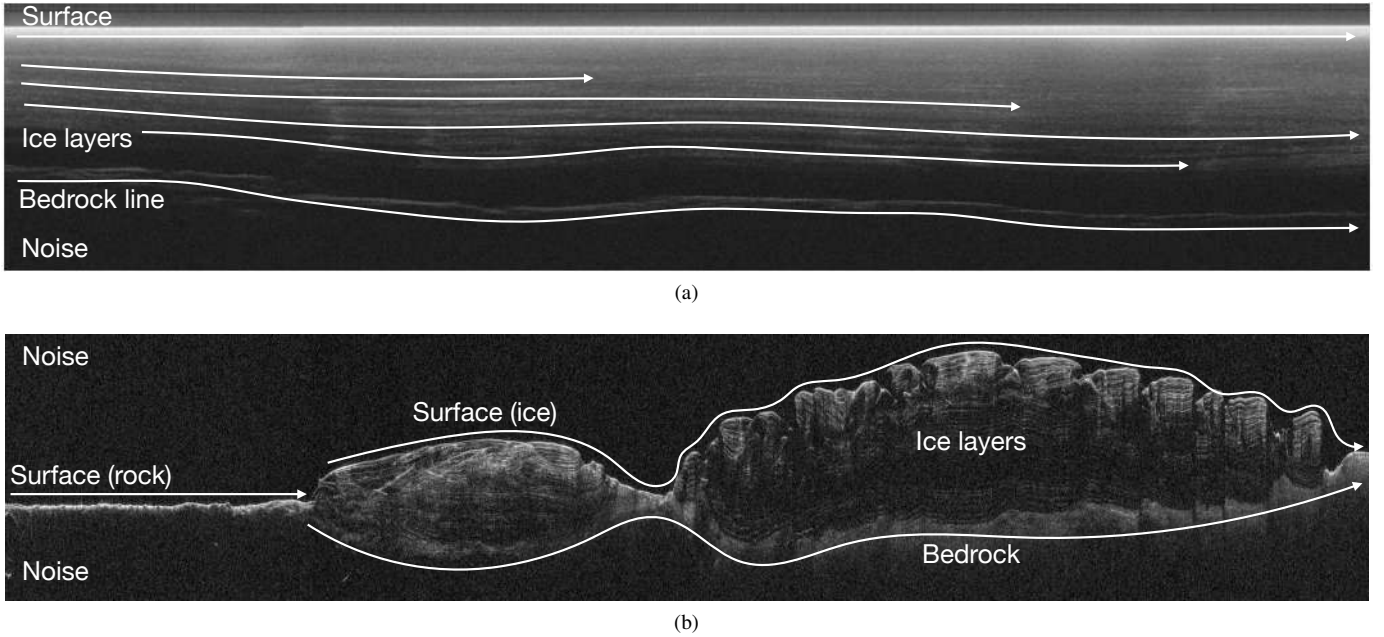 Surface
Ice layers
Bedrock line
Noise
(a)
Noise
Surface (ice)
Ice layers
Surface (rock)
Bedrock
Noise
(b)